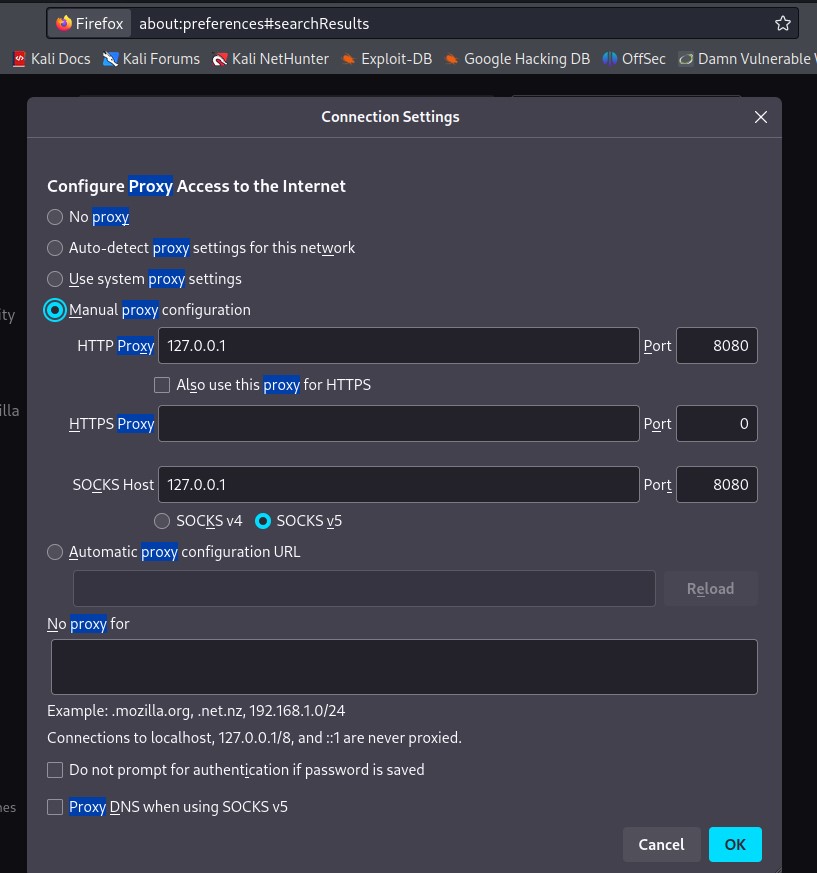 Firefox about:preferences#searchResults
Kali Docs Kali Forums Kali NetHunter Exploit-DB Google Hacking DB OffSec Damn Vulnerable
Connection Settings
Configure Proxy Access to the Internet
No proxy
Auto-detect proxy settings for this network
Use system proxy settings
ity
Manual proxy configuration
HTTP Proxy 127.0.0.1 Port 8080
Also use this proxy for HTTPS
illa
HTTPS Proxy Port 0
SOCKS Host 127.0.0.1 Port 8080
SOCKS v4 SOCKS v5
Automatic proxy configuration URL
Reload
No proxy for
Example: .mozilla.org, .net.nz, 192.168.1.0/24
Connections to localhost, 127.0.0.1/8, and ::1 are never proxied.
Do not prompt for authentication if password is saved
nes
Proxy DNS when using SOCKS v5
Cancel OK